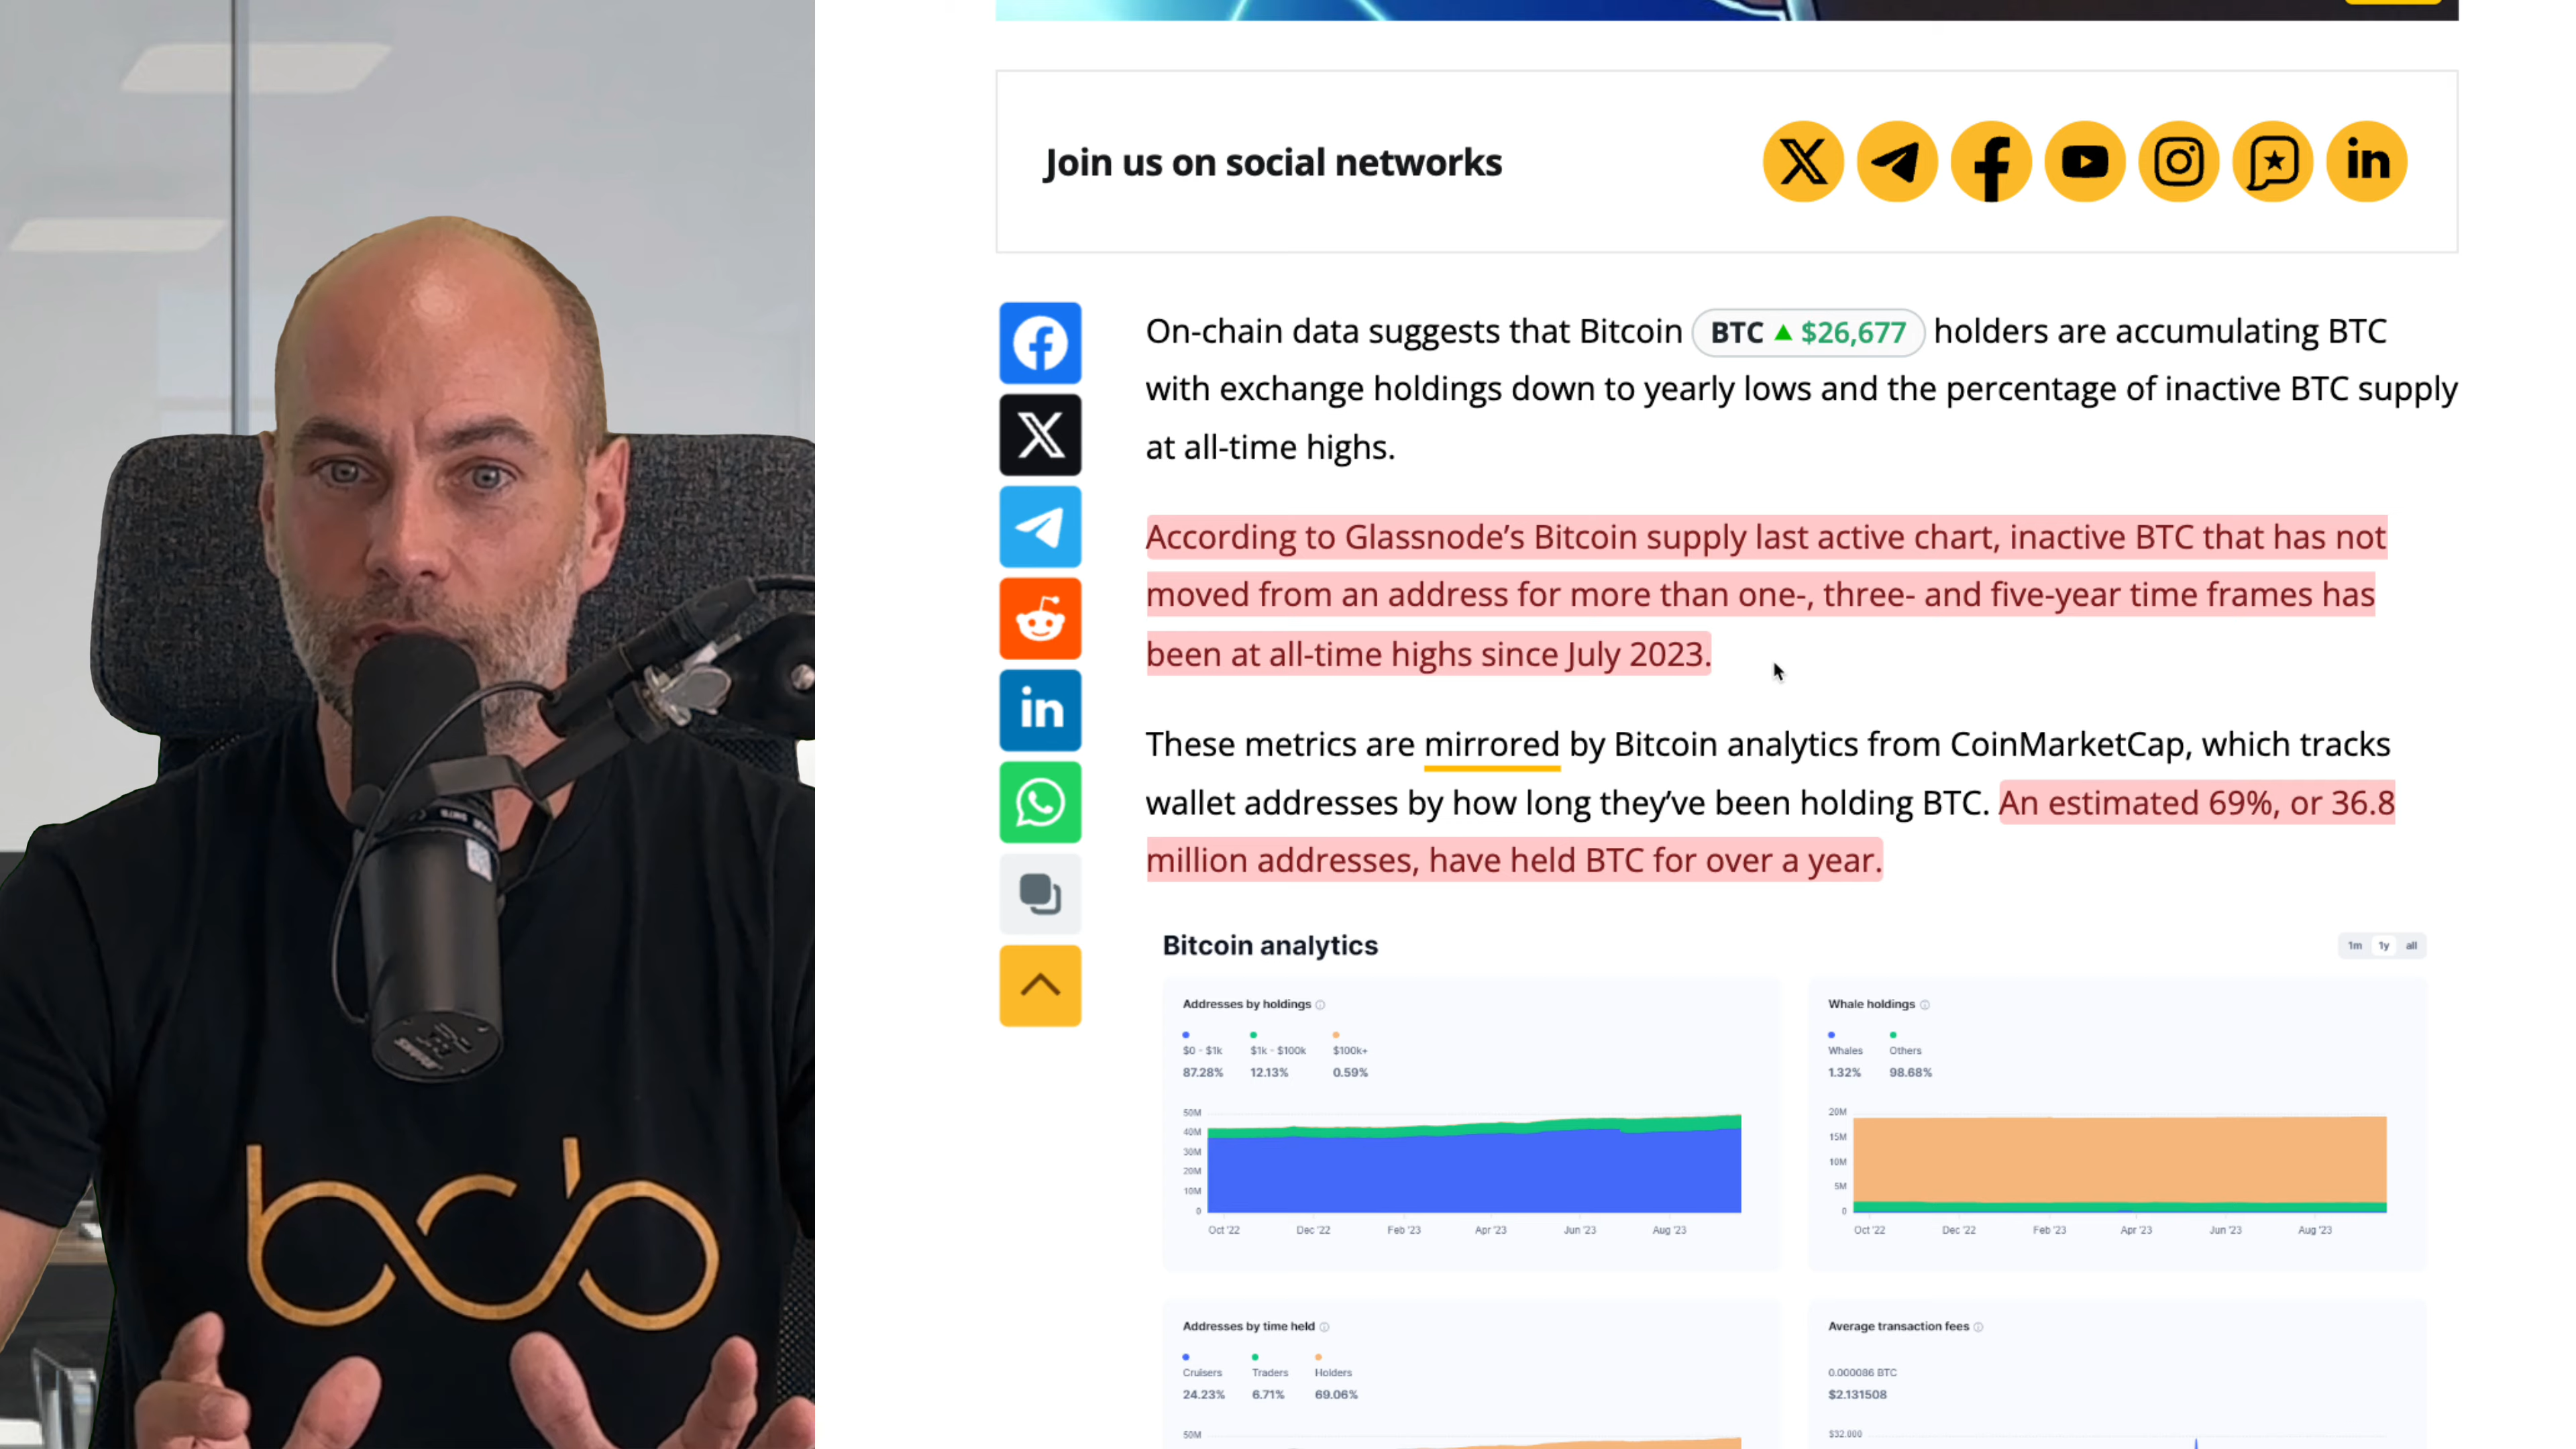 Join us on social networks
On-chain data suggests that Bitcoin BTC ▲ $26,677 holders are accumulating BTC
with exchange holdings down to yearly lows and the percentage of inactive BTC supply
at all-time highs.
According to Glassnode’s Bitcoin supply last active chart, inactive BTC that has not
moved from an address for more than one-, three- and five-year time frames has
been at all-time highs since July 2023.
These metrics are mirrored by Bitcoin analytics from CoinMarketCap, which tracks
wallet addresses by how long they’ve been holding BTC. An estimated 69%, or 36.8
million addresses, have held BTC for over a year.
Bitcoin analytics
1m 1y all
Addresses by holdings
$0 - $1k $1k - $100k $100k+
87.28% 12.13% 0.59%
50M
40M
30M
20M
10M
0
Oct '22 Dec '22 Feb '23 Apr '23 Jun '23 Aug '23
Whale holdings
Whales Others
1.32% 98.68%
20M
15M
10M
5M
0
Oct '22 Dec '22 Feb '23 Apr '23 Jun '23 Aug '23
Addresses by time held
Cruisers Traders Holders
24.23% 6.71% 69.06%
50M
Average transaction fees
0.000086 BTC
$2.131508
$32.000
bcb